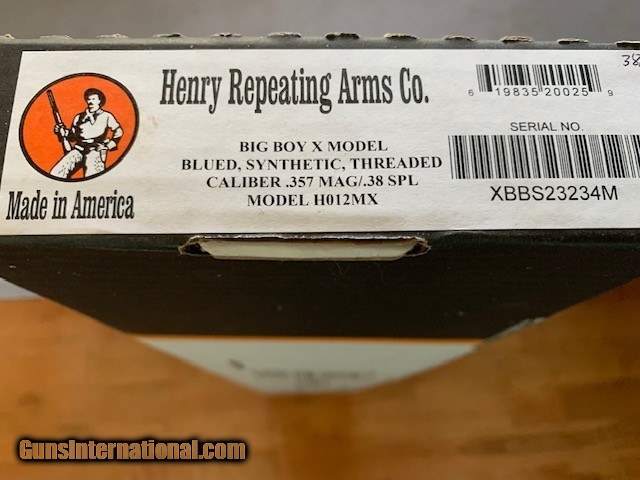 Henry Repeating Arms Co.
BIG BOY X MODEL
BLUED, SYNTHETIC, THREADED
CALIBER .357 MAG/.38 SPL
MODEL H012MX
Made in America
6 19835 20025 9
SERIAL NO.
XBBS23234M
GunsInternational.com